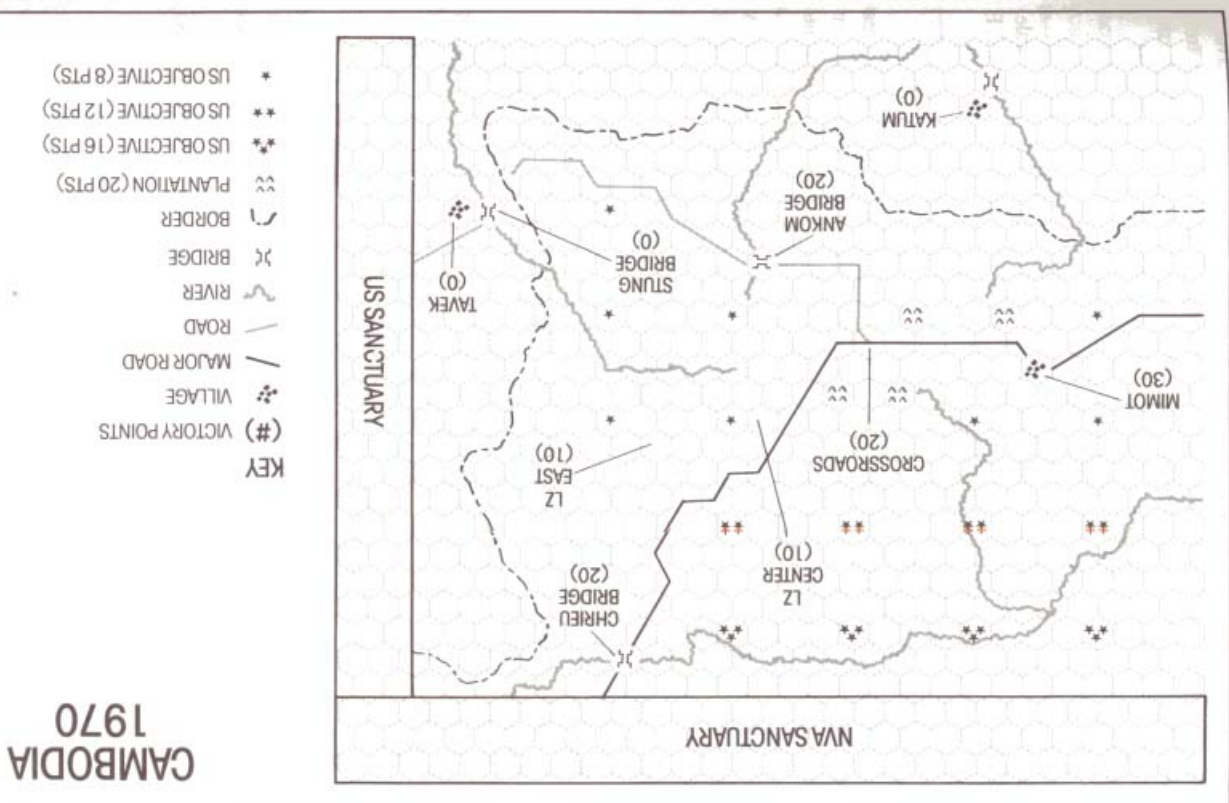 CAMBODIA
1970
NVA SANCTUARY
CHRIEU
BRIDGE
(20)
LZ
CENTER
(10)
LZ
EAST
(10)
CROSSROADS
(20)
MIMOT
(30)
US SANCTUARY
TAVEK
(0)
STUNG
BRIDGE
(0)
ANKOM
BRIDGE
(20)
KATUM
(0)
KEY
(#) VICTORY POINTS
VILLAGE
MAJOR ROAD
ROAD
RIVER
BRIDGE
BORDER
PLANTATION (20 PTS)
US OBJECTIVE (16 PTS)
US OBJECTIVE (12 PTS)
US OBJECTIVE (8 PTS)